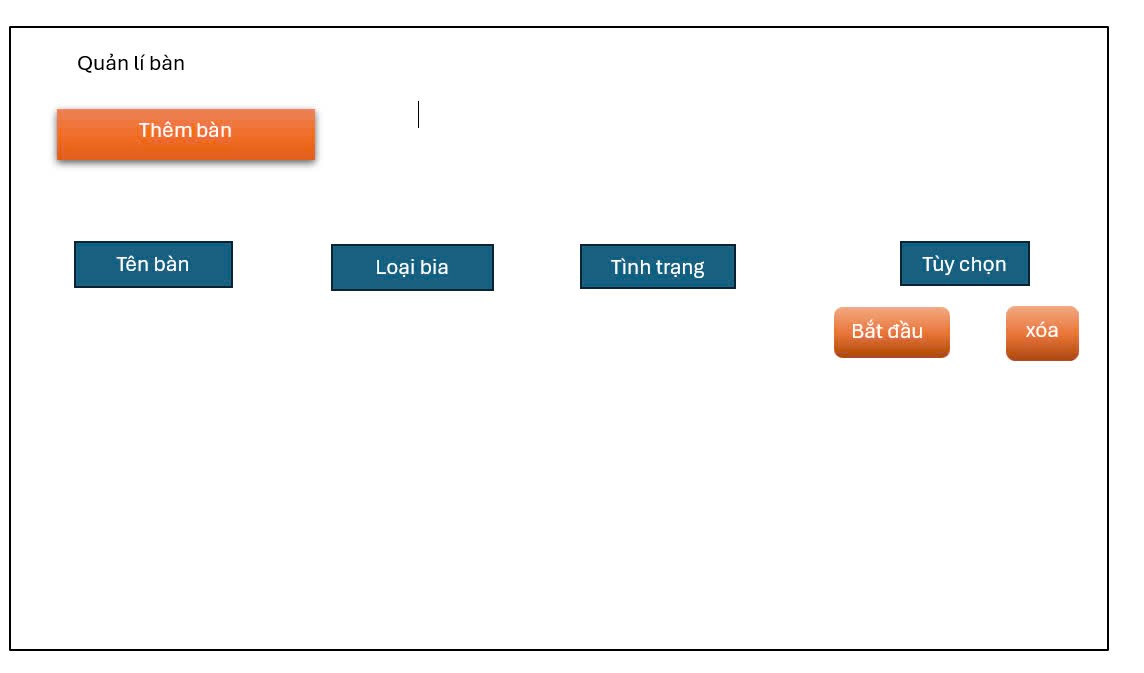 Quản lí bàn
Thêm bàn
Tên bàn
Loại bia
Tình trạng
Tùy chọn
Bắt đầu
xóa